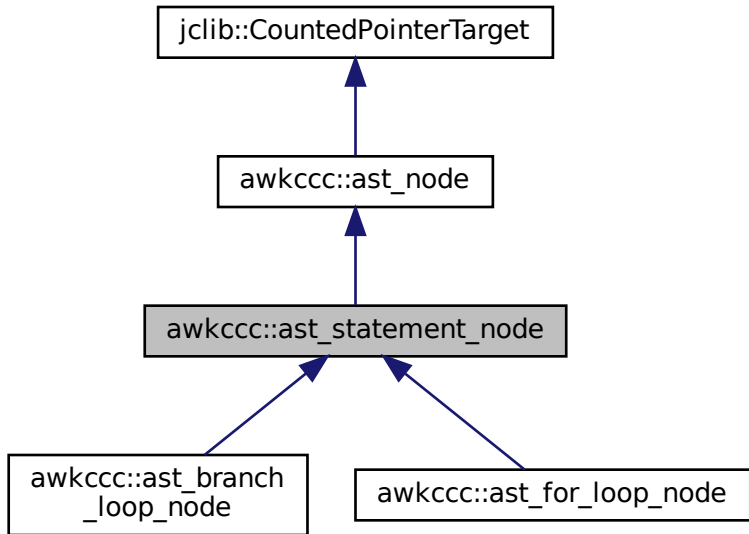 jclib::CountedPointerTarget
awkccc::ast_node
awkccc::ast_statement_node
awkccc::ast_branch
_loop_node
awkccc::ast_for_loop_node